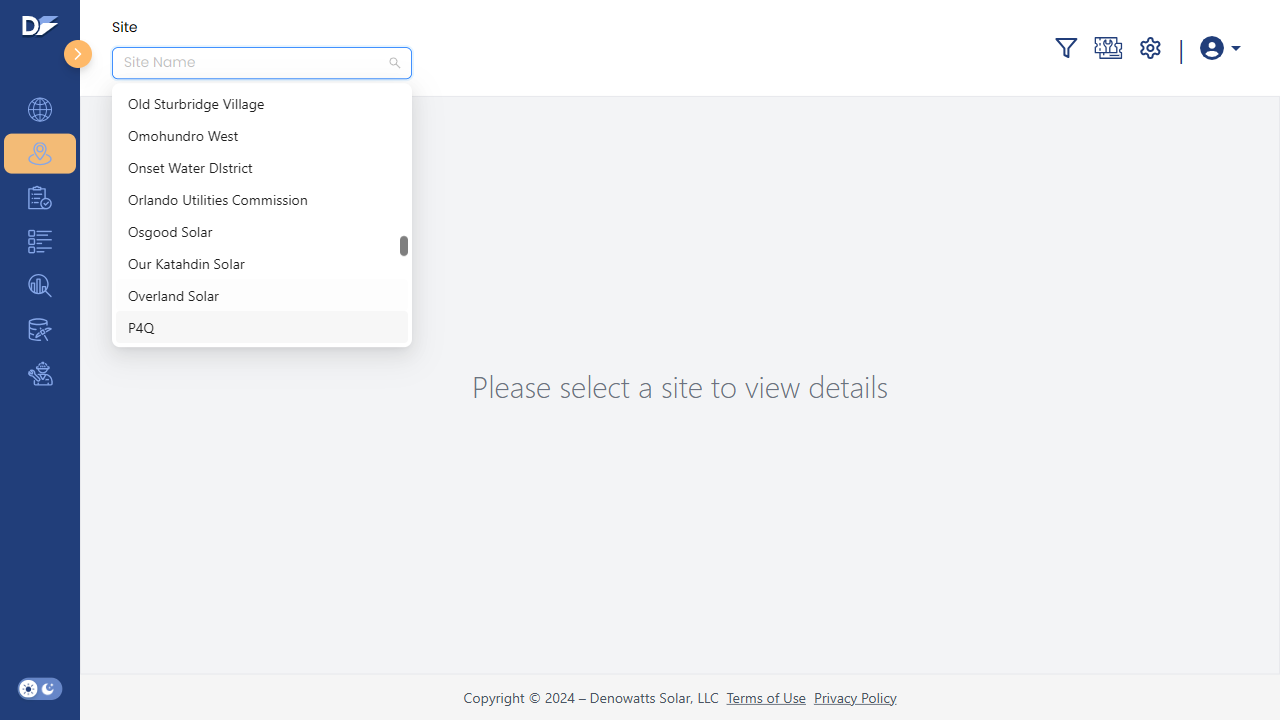 DS
Site
Site Name
Old Sturbridge Village
Omohundro West
Onset Water DIstrict
Orlando Utilities Commission
Osgood Solar
Our Katahdin Solar
Overland Solar
P4Q
Please select a site to view details
Copyright © 2024 – Denowatts Solar, LLC Terms of Use Privacy Policy